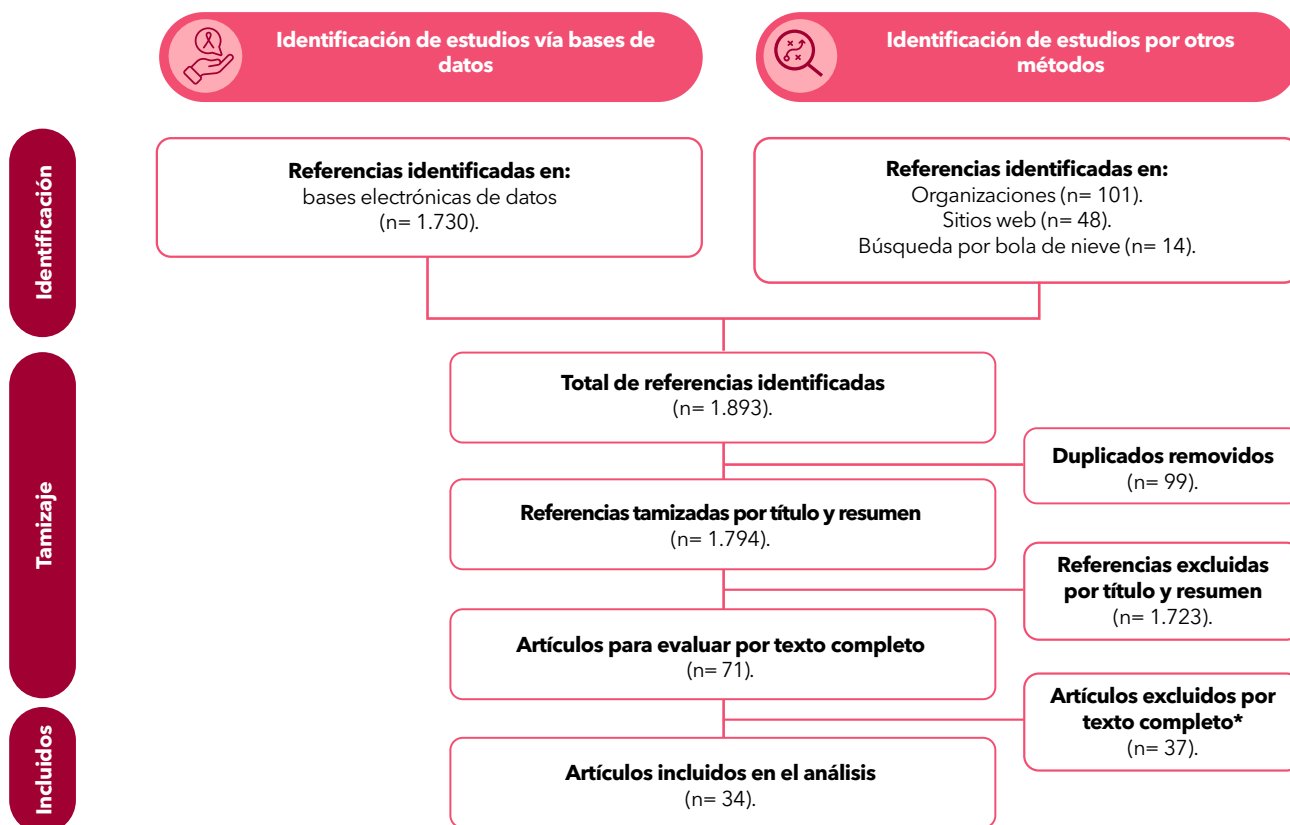 Identificación de estudios vía bases de
datos
Identificación de estudios por otros
métodos
Identificación
Referencias identificadas en:
bases electrónicas de datos
(n= 1.730).
Referencias identificadas en:
Organizaciones (n= 101).
Sitios web (n= 48).
Búsqueda por bola de nieve (n= 14).
Tamizaje
Total de referencias identificadas
(n= 1.893).
Duplicados removidos
(n= 99).
Referencias tamizadas por título y resumen
(n= 1.794).
Referencias excluidas
por título y resumen
(n= 1.723).
Artículos para evaluar por texto completo
(n= 71).
Artículos excluidos por
texto completo*
(n= 37).
Incluidos
Artículos incluidos en el análisis
(n= 34).